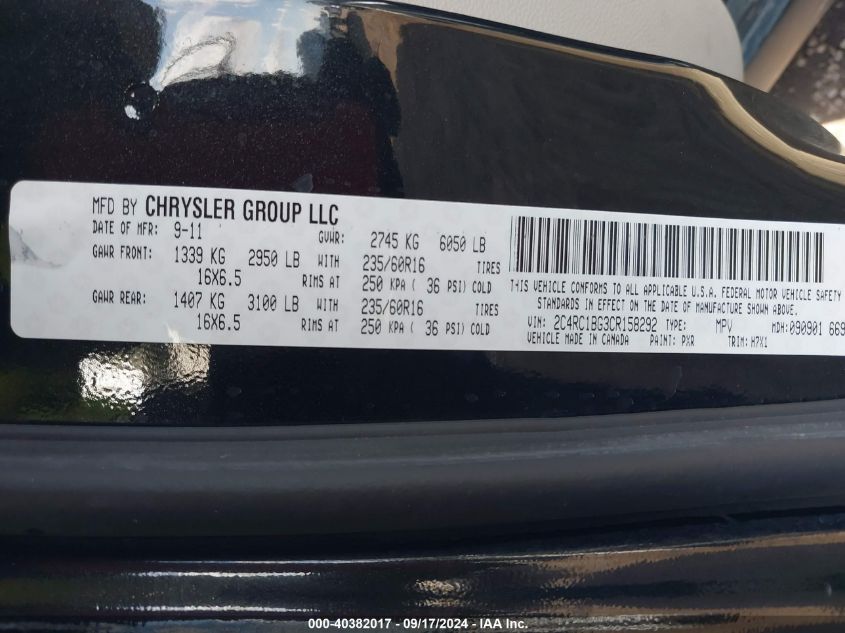 MFD BY CHRYSLER GROUP LLC
DATE OF MFR: 9-11 GVWR: 2745 KG 6050 LB
GAWR FRONT: 1339 KG 2950 LB WITH 235/60R16 TIRES
16X6.5 RIMS AT 250 KPA ( 36 PSI) COLD
GAWR REAR: 1407 KG 3100 LB WITH 235/60R16 TIRES
16X6.5 RIMS AT 250 KPA ( 36 PSI) COLD
THIS VEHICLE CONFORMS TO ALL APPLICABLE U.S.A. FEDERAL MOTOR VEHICLE SAFETY
STANDARDS IN EFFECT ON THE DATE OF MANUFACTURE SHOWN ABOVE.
VIN: 2C4RC1BG3CR158292 TYPE: MPV MDH:090901 669
VEHICLE MADE IN CANADA PAINT: PXR TRIM: H7X1
000-40382017 - 09/17/2024 - IAA Inc.